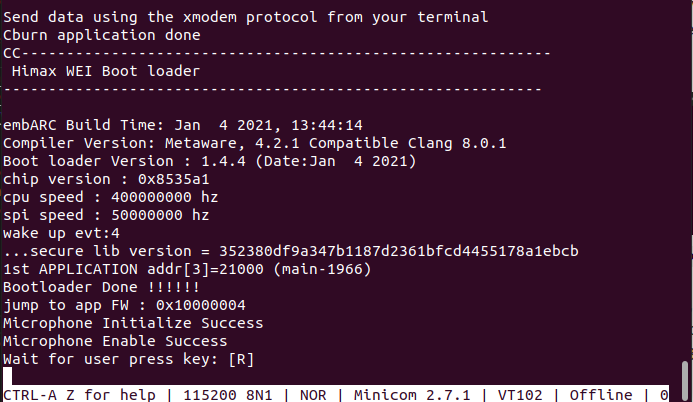 Send data using the xmodem protocol from your terminal
Cburn application done
CC-----------------------------------------------------------
 Himax WEI Boot loader
------------------------------------------------------------
embARC Build Time: Jan  4 2021, 13:44:14
Compiler Version: Metaware, 4.2.1 Compatible Clang 8.0.1
Boot loader Version : 1.4.4 (Date:Jan  4 2021)
chip version : 0x8535a1
cpu speed : 400000000 hz
spi speed : 50000000 hz
wake up evt:4
...secure lib version = 352380df9a347b1187d2361bfcd4455178a1ebcb
1st APPLICATION addr[3]=21000 (main-1966)
Bootloader Done !!!!!!
jump to app FW : 0x10000004
Microphone Initialize Success
Microphone Enable Success
Wait for user press key: [R]
CTRL-A Z for help | 115200 8N1 | NOR | Minicom 2.7.1 | VT102 | Offline | 0